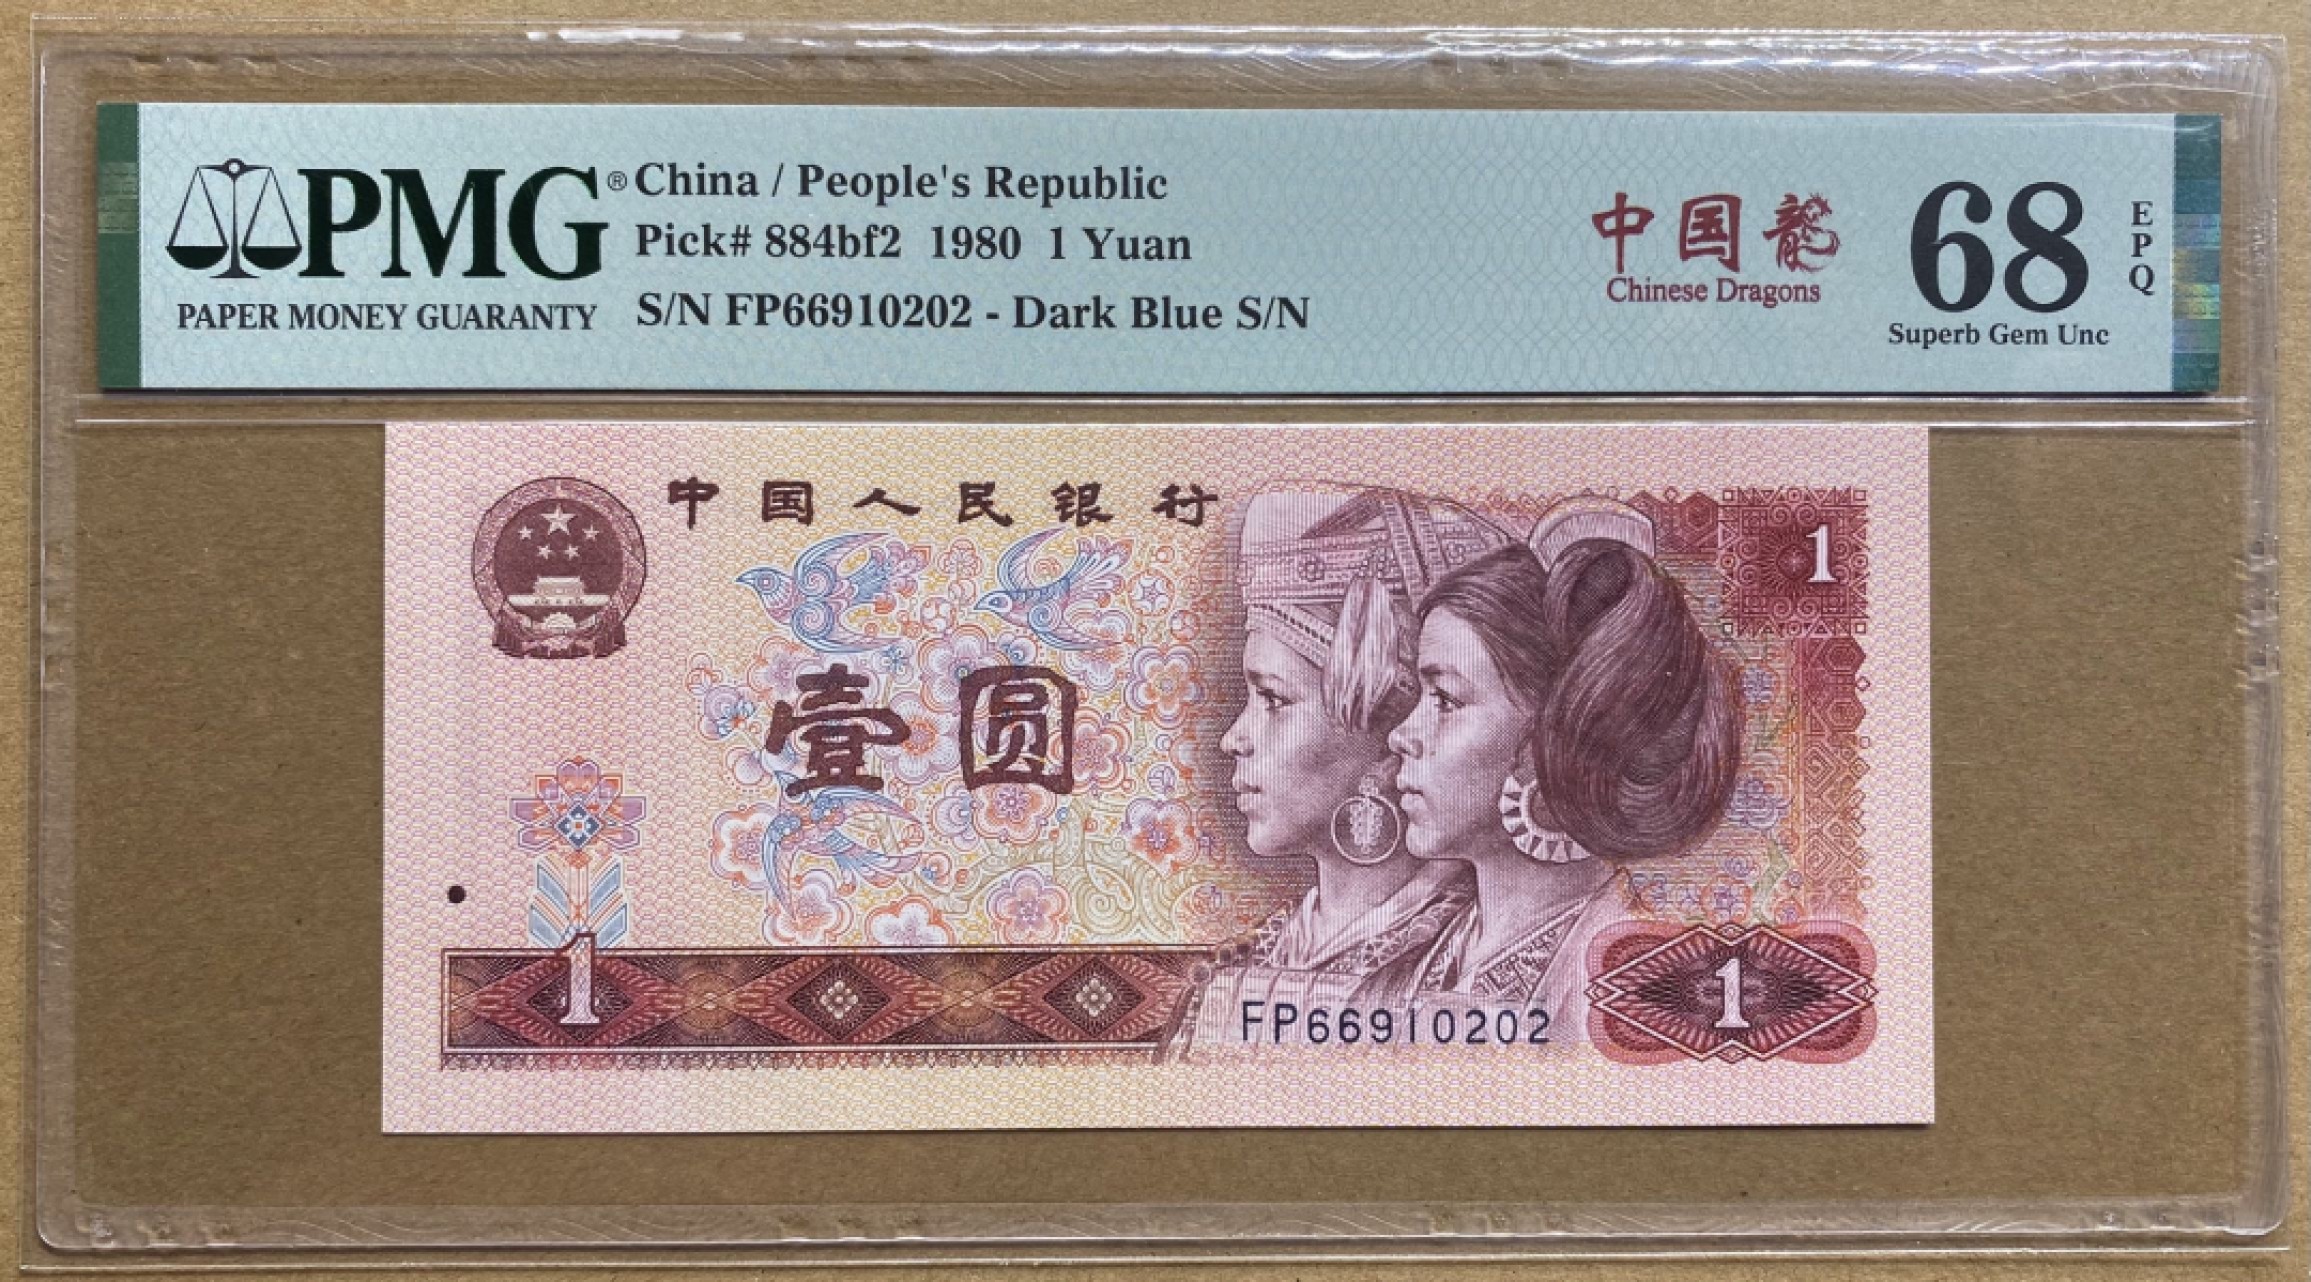 PMG®
PAPER MONEY GUARANTY
China / People's Republic
Pick# 884bf2 1980 1 Yuan
S/N FP66910202 - Dark Blue S/N
中国龍
Chinese Dragons
68
EPQ
Superb Gem Unc
中国人民银行
1
壹圆
1
FP66910202
1